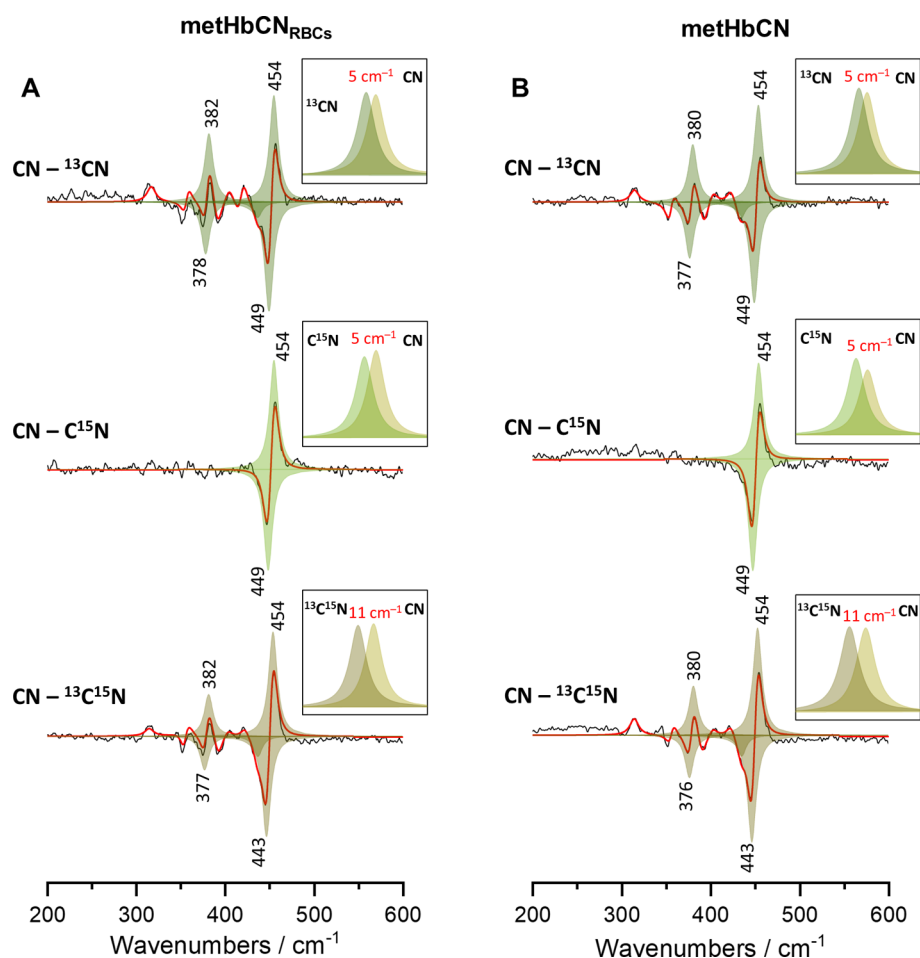 metHbCN_RBCs
A
CN – ¹³CN
382
454
378
449
¹³CN
5 cm⁻¹
CN
CN – C¹⁵N
454
449
C¹⁵N
5 cm⁻¹
CN
CN – ¹³C¹⁵N
382
454
377
443
¹³C¹⁵N
11 cm⁻¹
CN
200
300
400
500
600
Wavenumbers / cm⁻¹
metHbCN
B
CN – ¹³CN
380
454
377
449
¹³CN
5 cm⁻¹
CN
CN – C¹⁵N
454
449
C¹⁵N
5 cm⁻¹
CN
CN – ¹³C¹⁵N
380
454
376
443
¹³C¹⁵N
11 cm⁻¹
CN
200
300
400
500
600
Wavenumbers / cm⁻¹